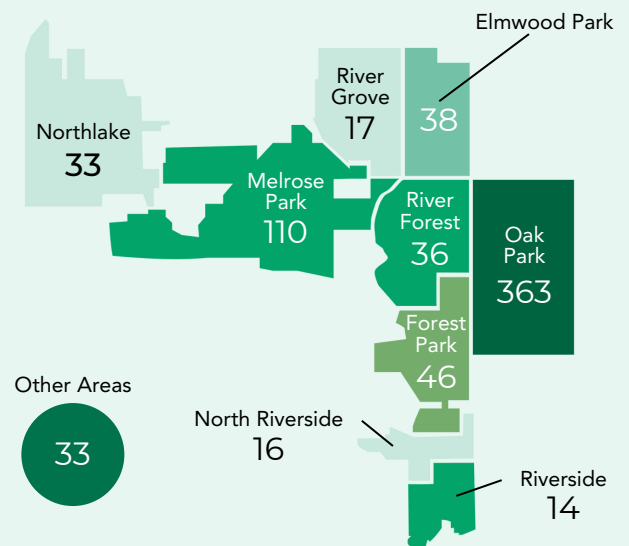 Elmwood Park
38
River
Grove
17
Northlake
33
Melrose
Park
110
River
Forest
36
Oak
Park
363
Forest
Park
46
Other Areas
33
North Riverside
16
Riverside
14